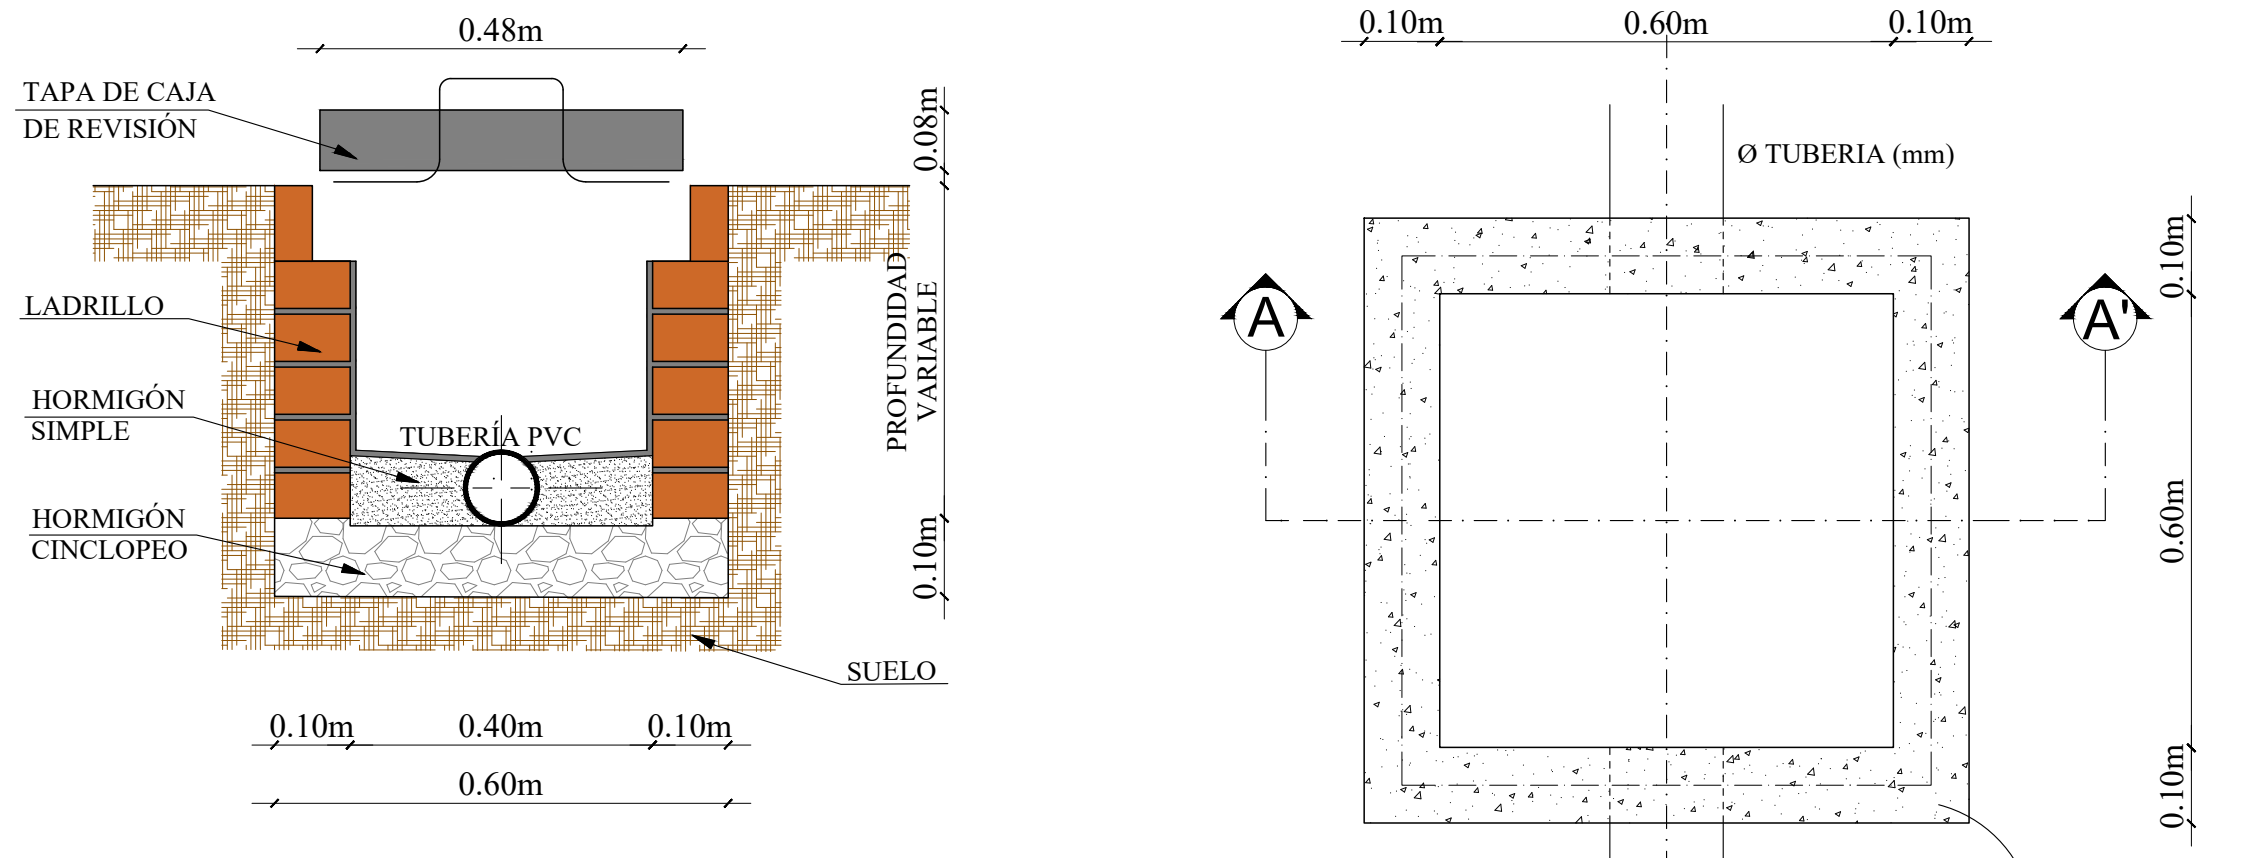 0.48m
TAPA DE CAJA
DE REVISIÓN
0.08m
LADRILLO
PROFUNDIDAD
VARIABLE
HORMIGÓN
SIMPLE
TUBERÍA PVC
HORMIGÓN
CINCLOPEO
0.10m
SUELO
0.10m 0.40m 0.10m
0.60m
0.10m 0.60m 0.10m
Ø TUBERIA (mm)
0.10m
A A'
0.60m
0.10m